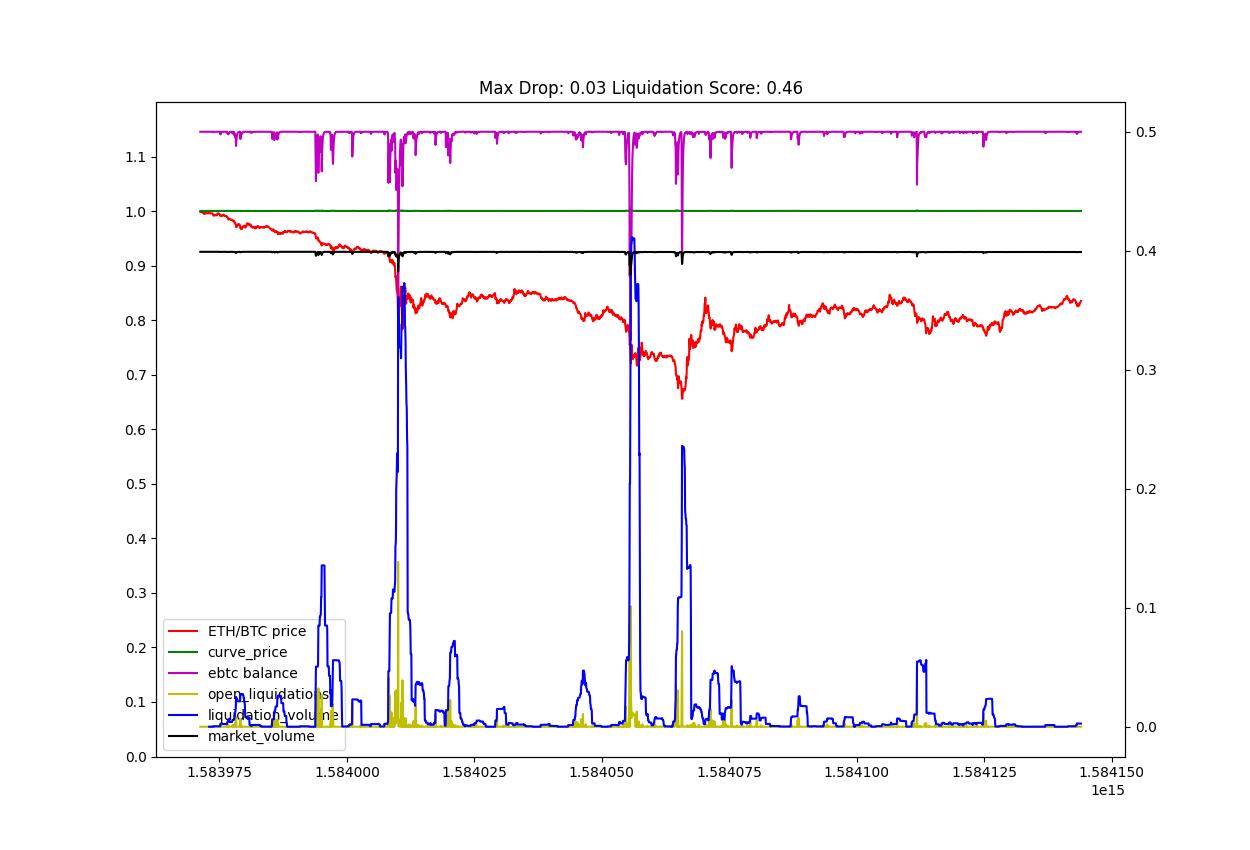 Max Drop: 0.03 Liquidation Score: 0.46
1.1
1.0
0.9
0.8
0.7
0.6
0.5
0.4
0.3
0.2
0.1
0.0
0.5
0.4
0.3
0.2
0.1
0.0
ETH/BTC price
curve_price
ebtc balance
open_liquidations
liquidation_volume
market_volume
1.583975 1.584000 1.584025 1.584050 1.584075 1.584100 1.584125 1.584150
1e15